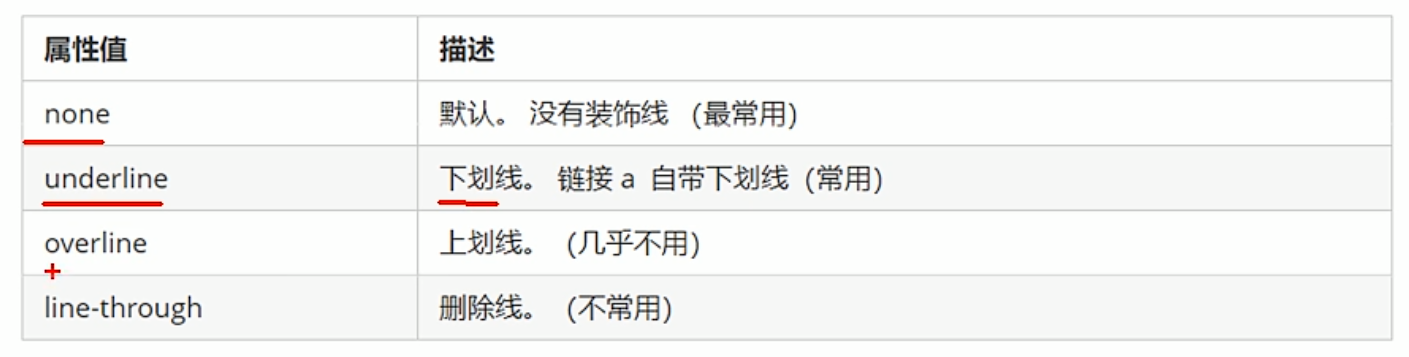 属性值 描述
none 默认。 没有装饰线 (最常用)
underline 下划线。 链接 a 自带下划线 (常用)
overline 上划线。 (几乎不用)
line-through 删除线。 (不常用)